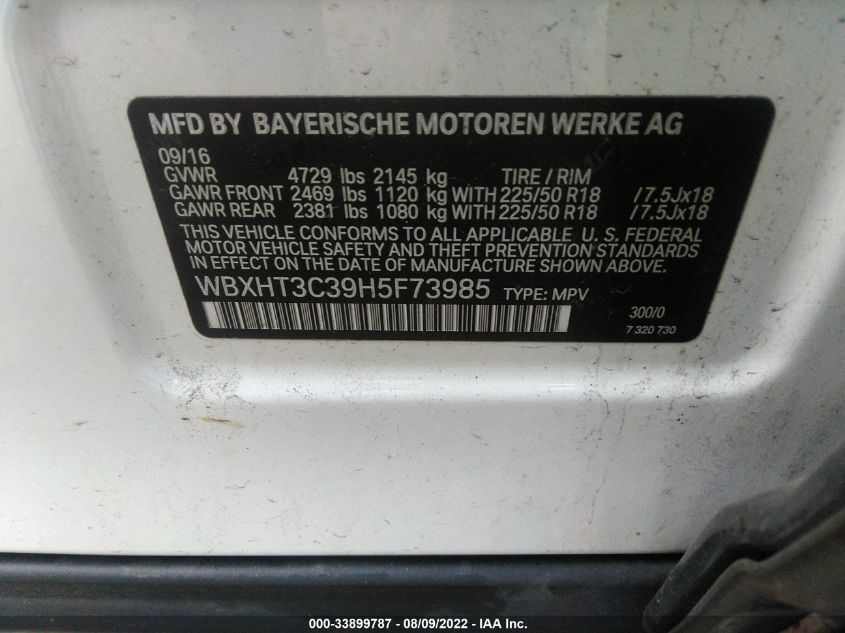 MFD BY BAYERISCHE MOTOREN WERKE AG
09/16
GVWR 4729 lbs 2145 kg TIRE / RIM
GAWR FRONT 2469 lbs 1120 kg WITH 225/50 R18 /7.5Jx18
GAWR REAR 2381 lbs 1080 kg WITH 225/50 R18 /7.5Jx18
THIS VEHICLE CONFORMS TO ALL APPLICABLE U. S. FEDERAL
MOTOR VEHICLE SAFETY AND THEFT PREVENTION STANDARDS
IN EFFECT ON THE DATE OF MANUFACTURE SHOWN ABOVE.
WBXHT3C39H5F73985 TYPE: MPV
300/0
7 320 730
000-33899787 - 08/09/2022 - IAA Inc.